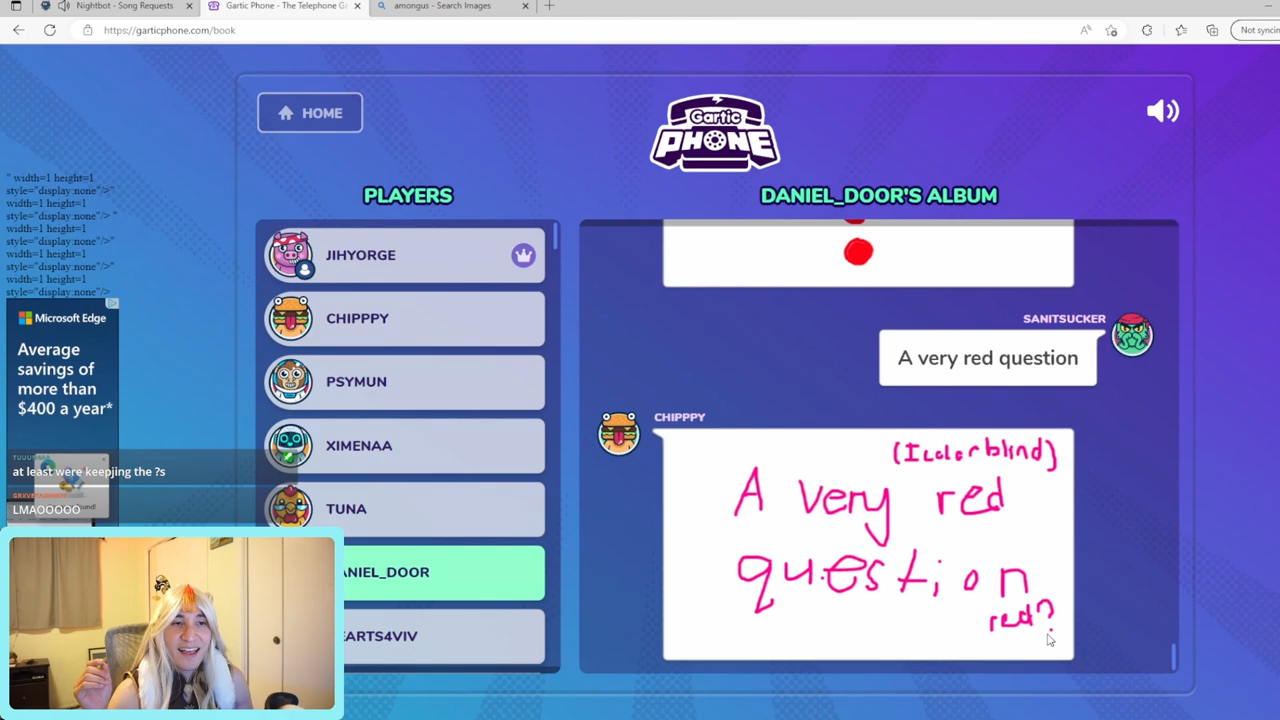 Nightbot - Song Requests
Gartic Phone - The Telephone Ga
amongus - Search Images
https://garticphone.com/book
Not syncing
HOME
Gartic
PHONE
" width=1 height=1
style="display:none"/>"
width=1 height=1
style="display:none"/> "
width=1 height=1
style="display:none"/>"
width=1 height=1
style="display:none"/>"
width=1 height=1
style="display:none"/>
Microsoft Edge
Average
savings of
more than
$400 a year*
at least were keepjing the ?s
LMAOOOOO
PLAYERS
JIHYORGE
CHIPPPY
PSYMUN
XIMENAA
TUNA
ANIEL_DOOR
EARTS4VIV
DANIEL_DOOR'S ALBUM
SANITSUCKER
A very red question
CHIPPPY
(I colorblind)
A very red
question
red?